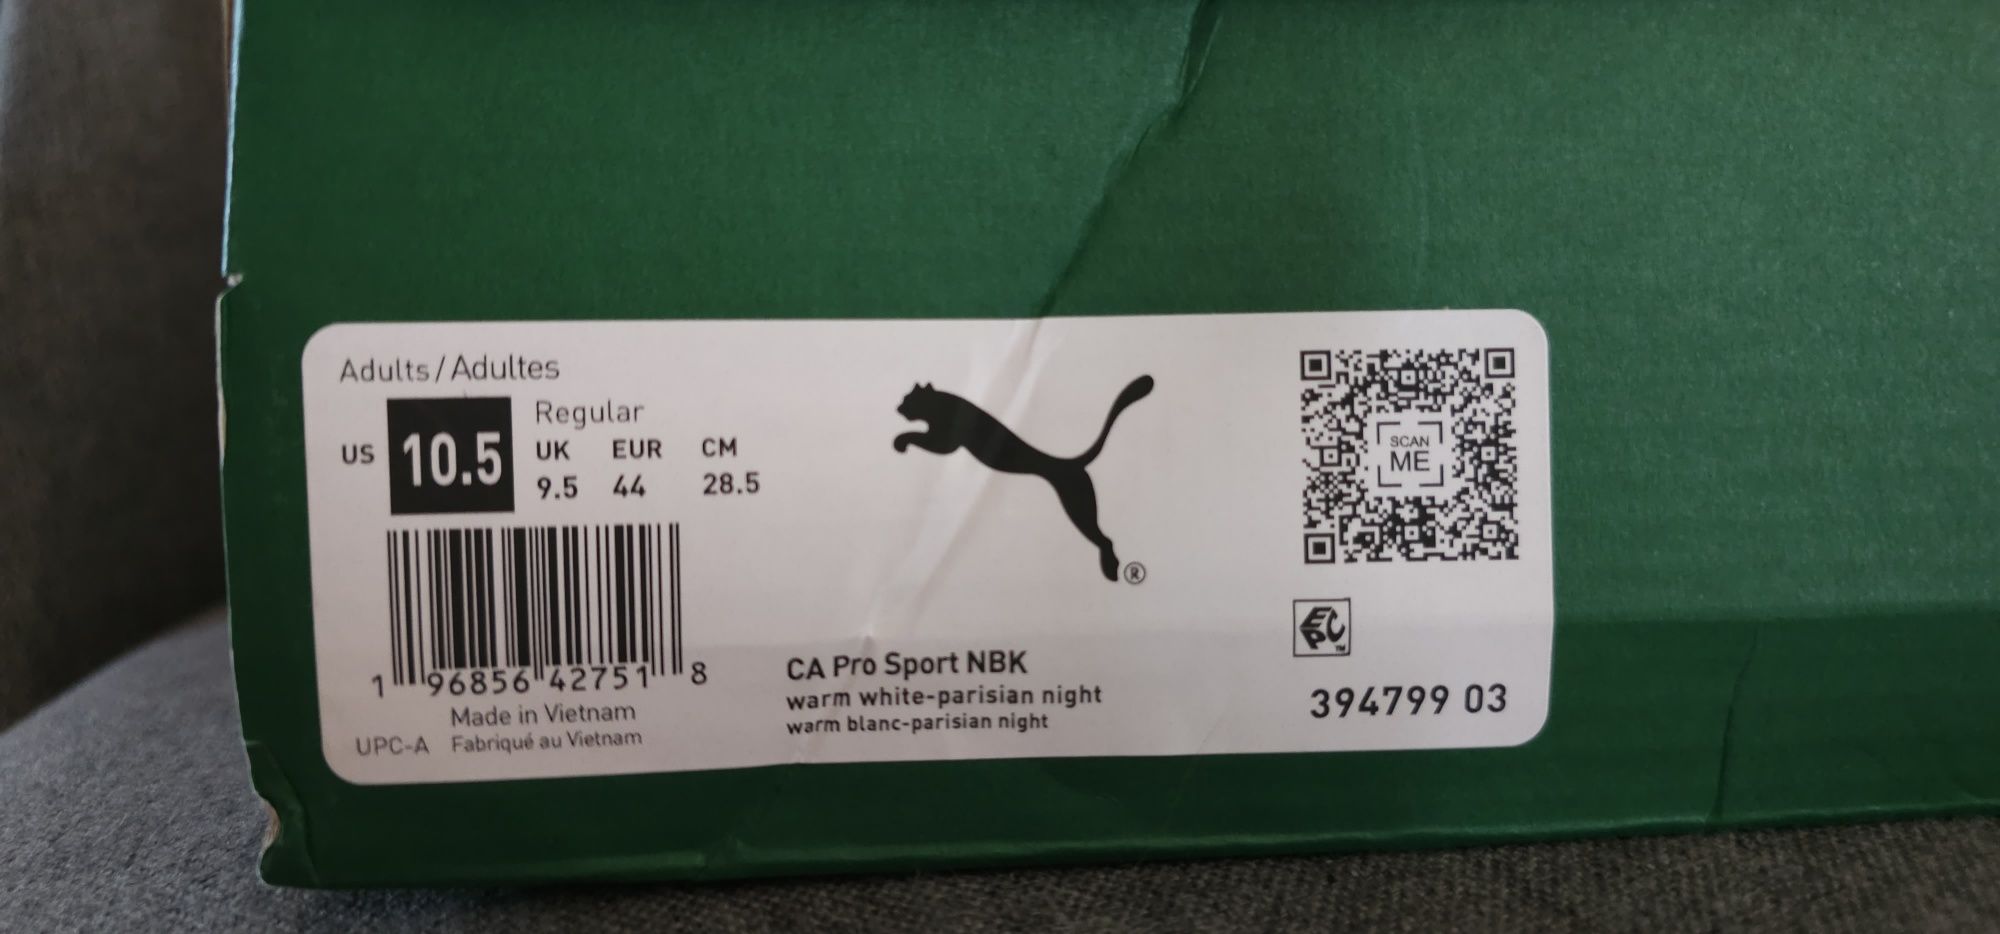 Adults / Adultes
US 10.5
Regular
UK EUR CM
9.5 44 28.5
1 96856 42751 8
Made in Vietnam
UPC-A Fabriqué au Vietnam
®
CA Pro Sport NBK
warm white-parisian night
warm blanc-parisian night
SCAN
ME
EPC
TM
394799 03